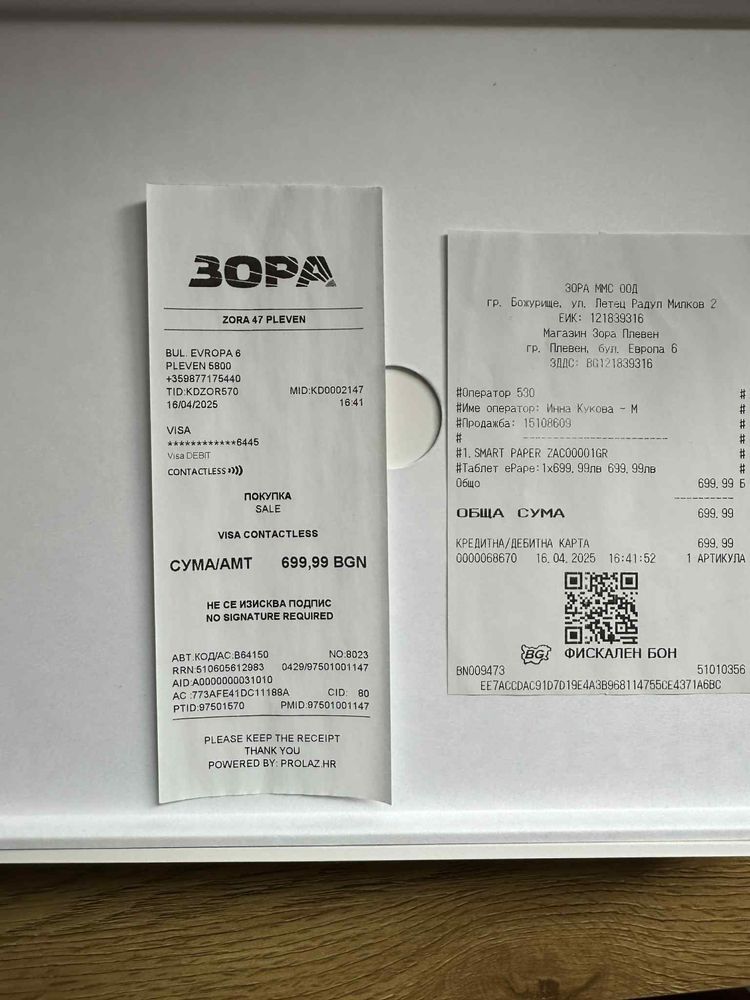 ЗОРА
ZORA 47 PLEVEN
BUL. EVROPA 6
PLEVEN 5800
+359877175440
TID:KDZOR570 MID:KD0002147
16/04/2025 16:41
VISA
************6445
Visa DEBIT
CONTACTLESS
ПОКУПКА
SALE
VISA CONTACTLESS
СУМА/AMT 699,99 BGN
НЕ СЕ ИЗИСКВА ПОДПИС
NO SIGNATURE REQUIRED
АВТ.КОД/AC:B64150 NO:8023
RRN:510605612983 0429/97501001147
AID:A0000000031010
AC :773AFE41DC11188A CID: 80
PTID:97501570 PMID:97501001147
PLEASE KEEP THE RECEIPT
THANK YOU
POWERED BY: PROLAZ.HR
ЗОРА ММС ООД
гр. Божурище, ул. Летец Радул Милков 2
ЕИК: 121839316
Магазин Зора Плевен
гр. Плевен, бул. Европа 6
ЗДДС: BG121839316
#Оператор 530 #
#Име оператор: Инна Кукова - М #
#Продажба: 15108609 #
# ------------------------ #
#1.SMART PAPER ZAC00001GR #
#Таблет ePape:1x699,99лв 699,99лв #
Общо 699,99 Б
ОБЩА СУМА 699.99
КРЕДИТНА/ДЕБИТНА КАРТА 699,99
0000068670 16.04.2025 16:41:52 1 АРТИКУЛА
BG ФИСКАЛЕН БОН
BN009473 51010356
EE7ACCDAC91D7D19E4A3B968114755CE4371A6BC